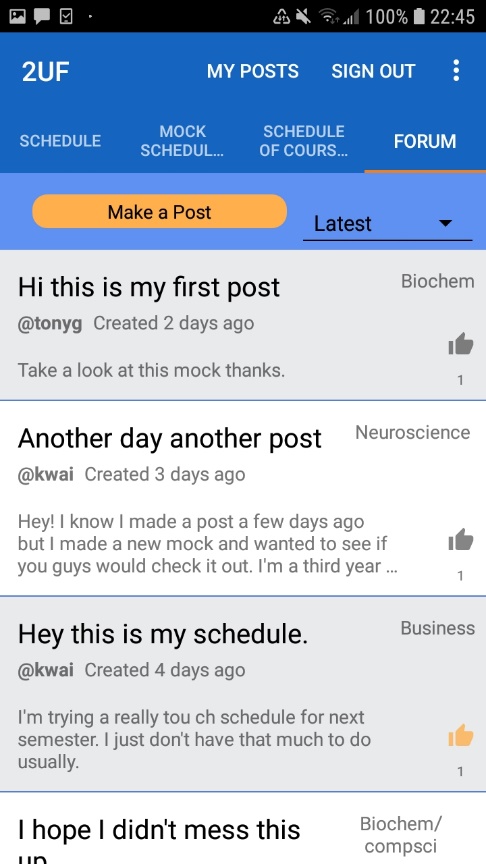 100% 22:45
2UF MY POSTS SIGN OUT
SCHEDULE
MOCK
SCHEDUL...
SCHEDULE
OF COURS...
FORUM
Make a Post
Latest
Hi this is my first post
Biochem
@tonyg Created 2 days ago
Take a look at this mock thanks.
1
Another day another post
Neuroscience
@kwai Created 3 days ago
Hey! I know I made a post a few days ago
but I made a new mock and wanted to see if
you guys would check it out. I'm a third year ...
1
Hey this is my schedule.
Business
@kwai Created 4 days ago
I'm trying a really tou ch schedule for next
semester. I just don't have that much to do
usually.
1
I hope I didn't mess this
up
Biochem/
compsci